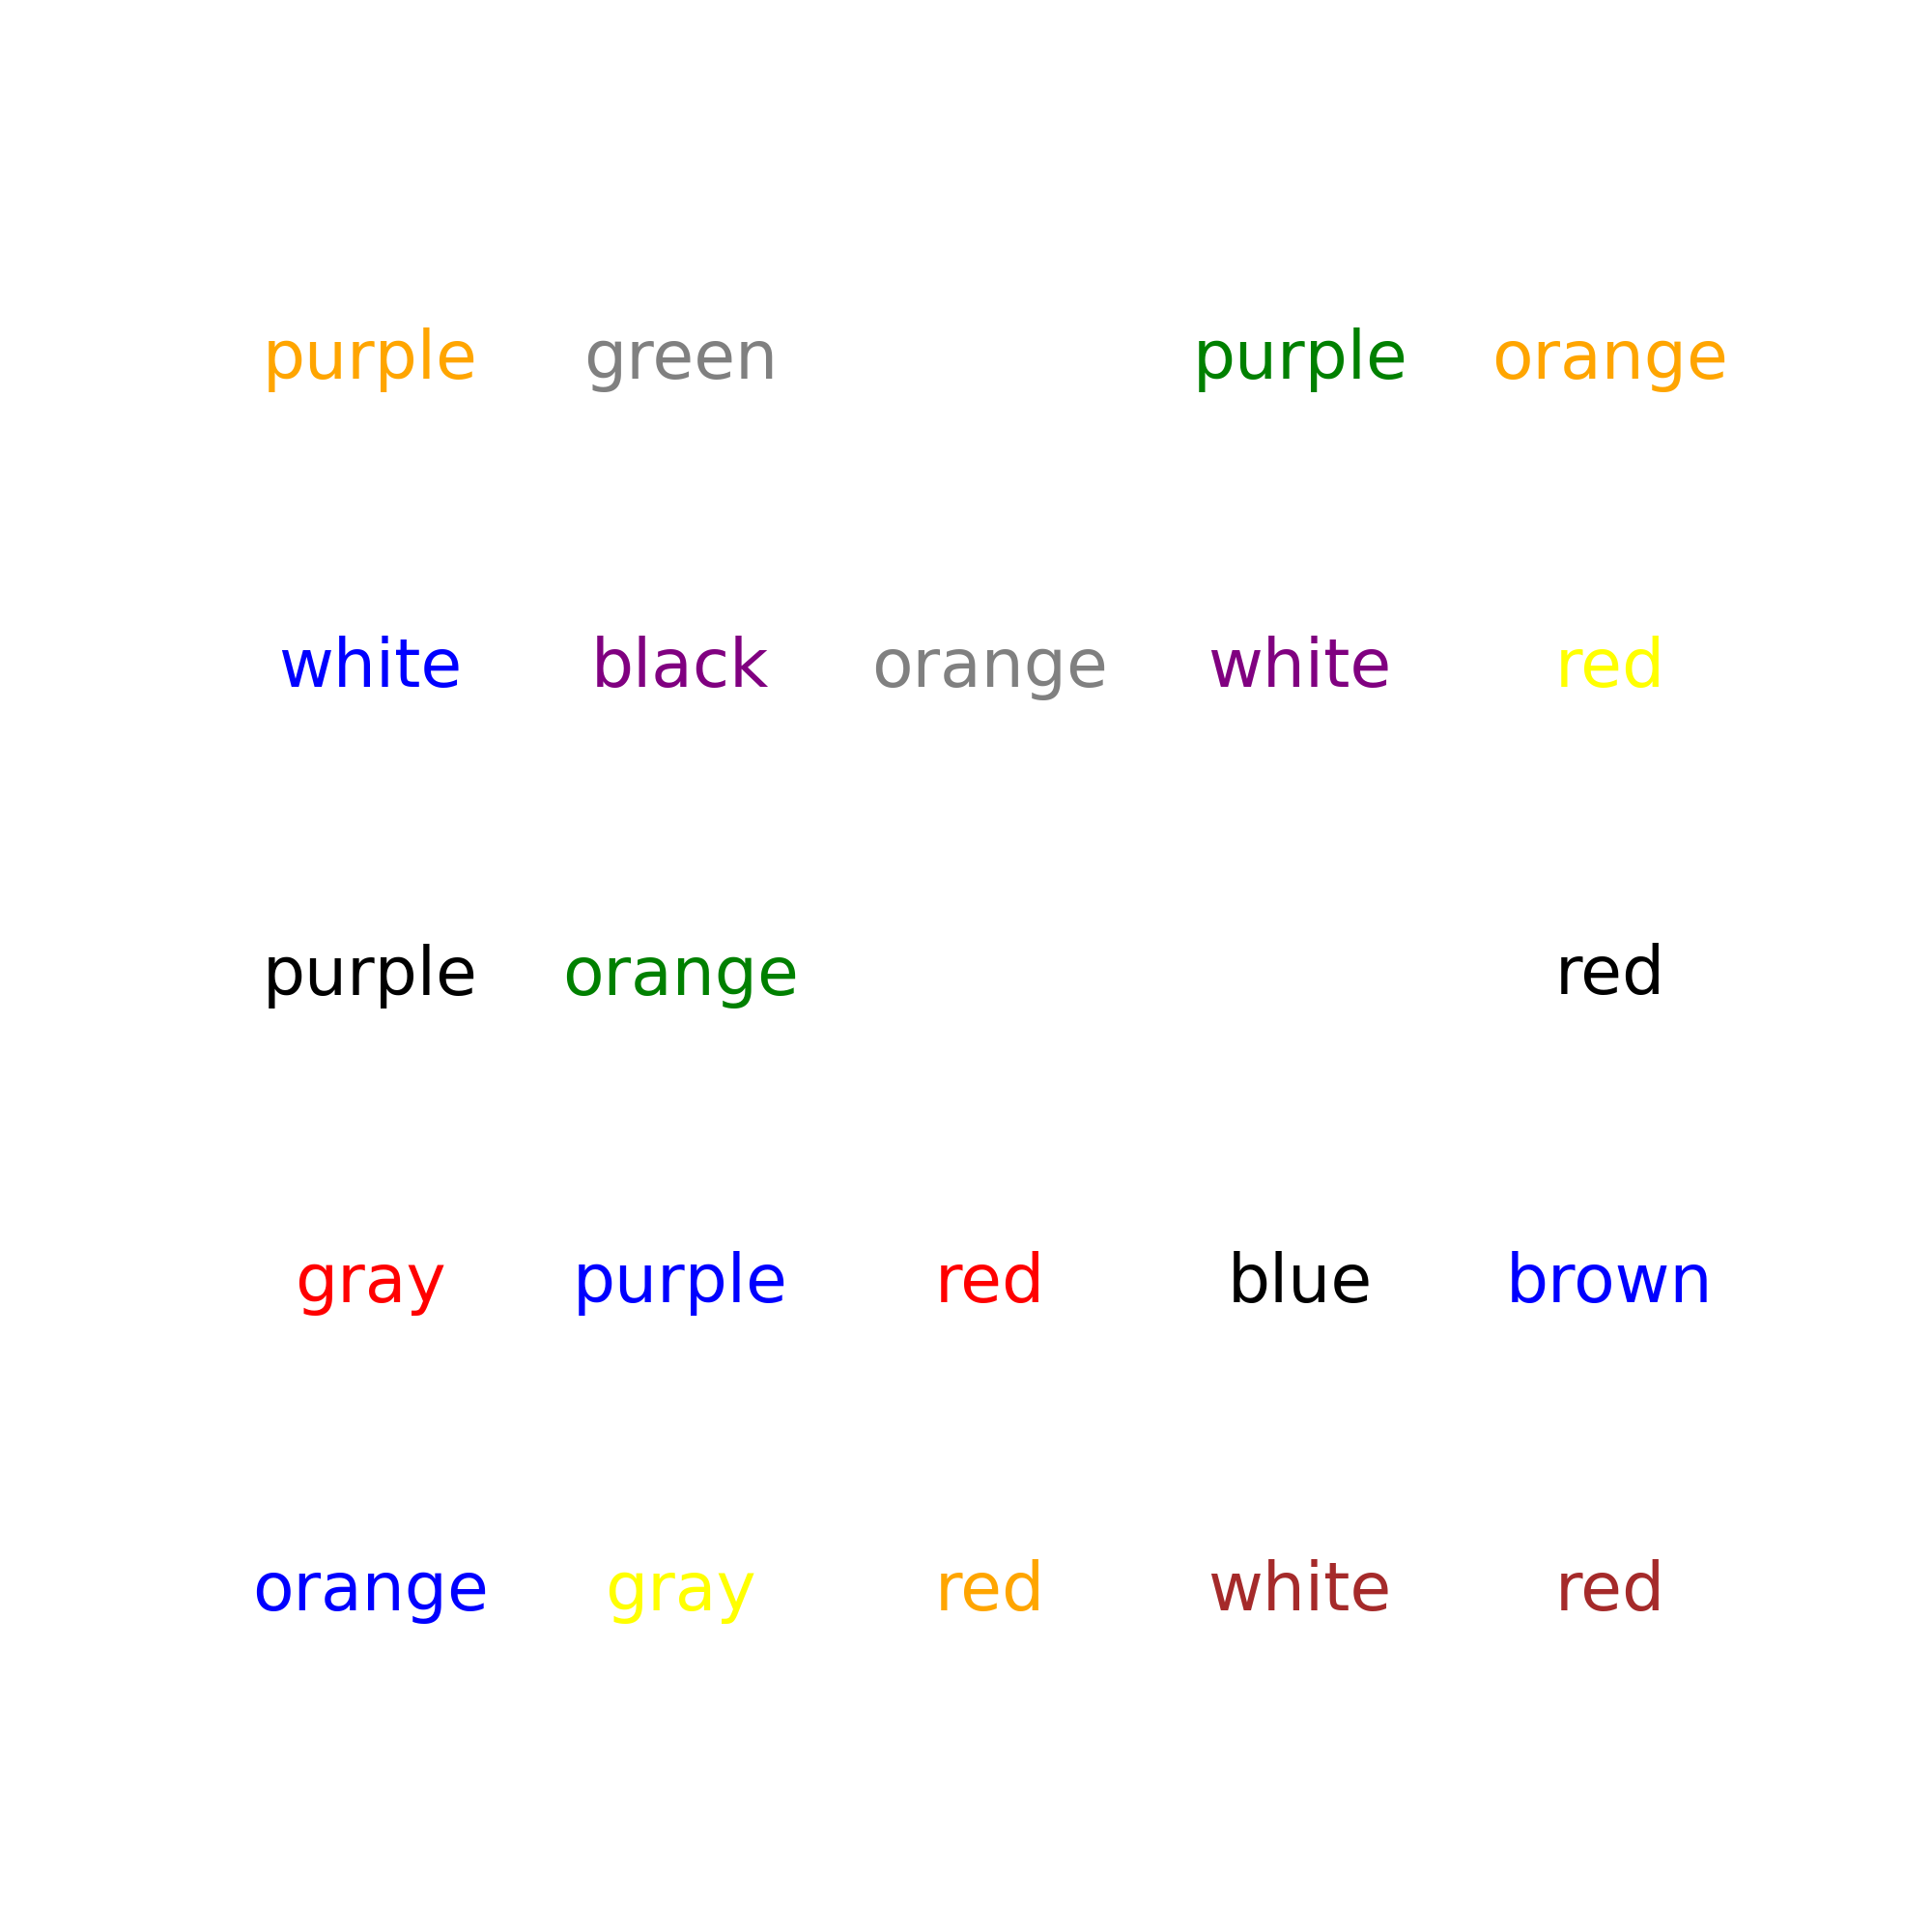 purple green purple orange
white black orange white red
purple orange red
gray purple red blue brown
orange gray red white red